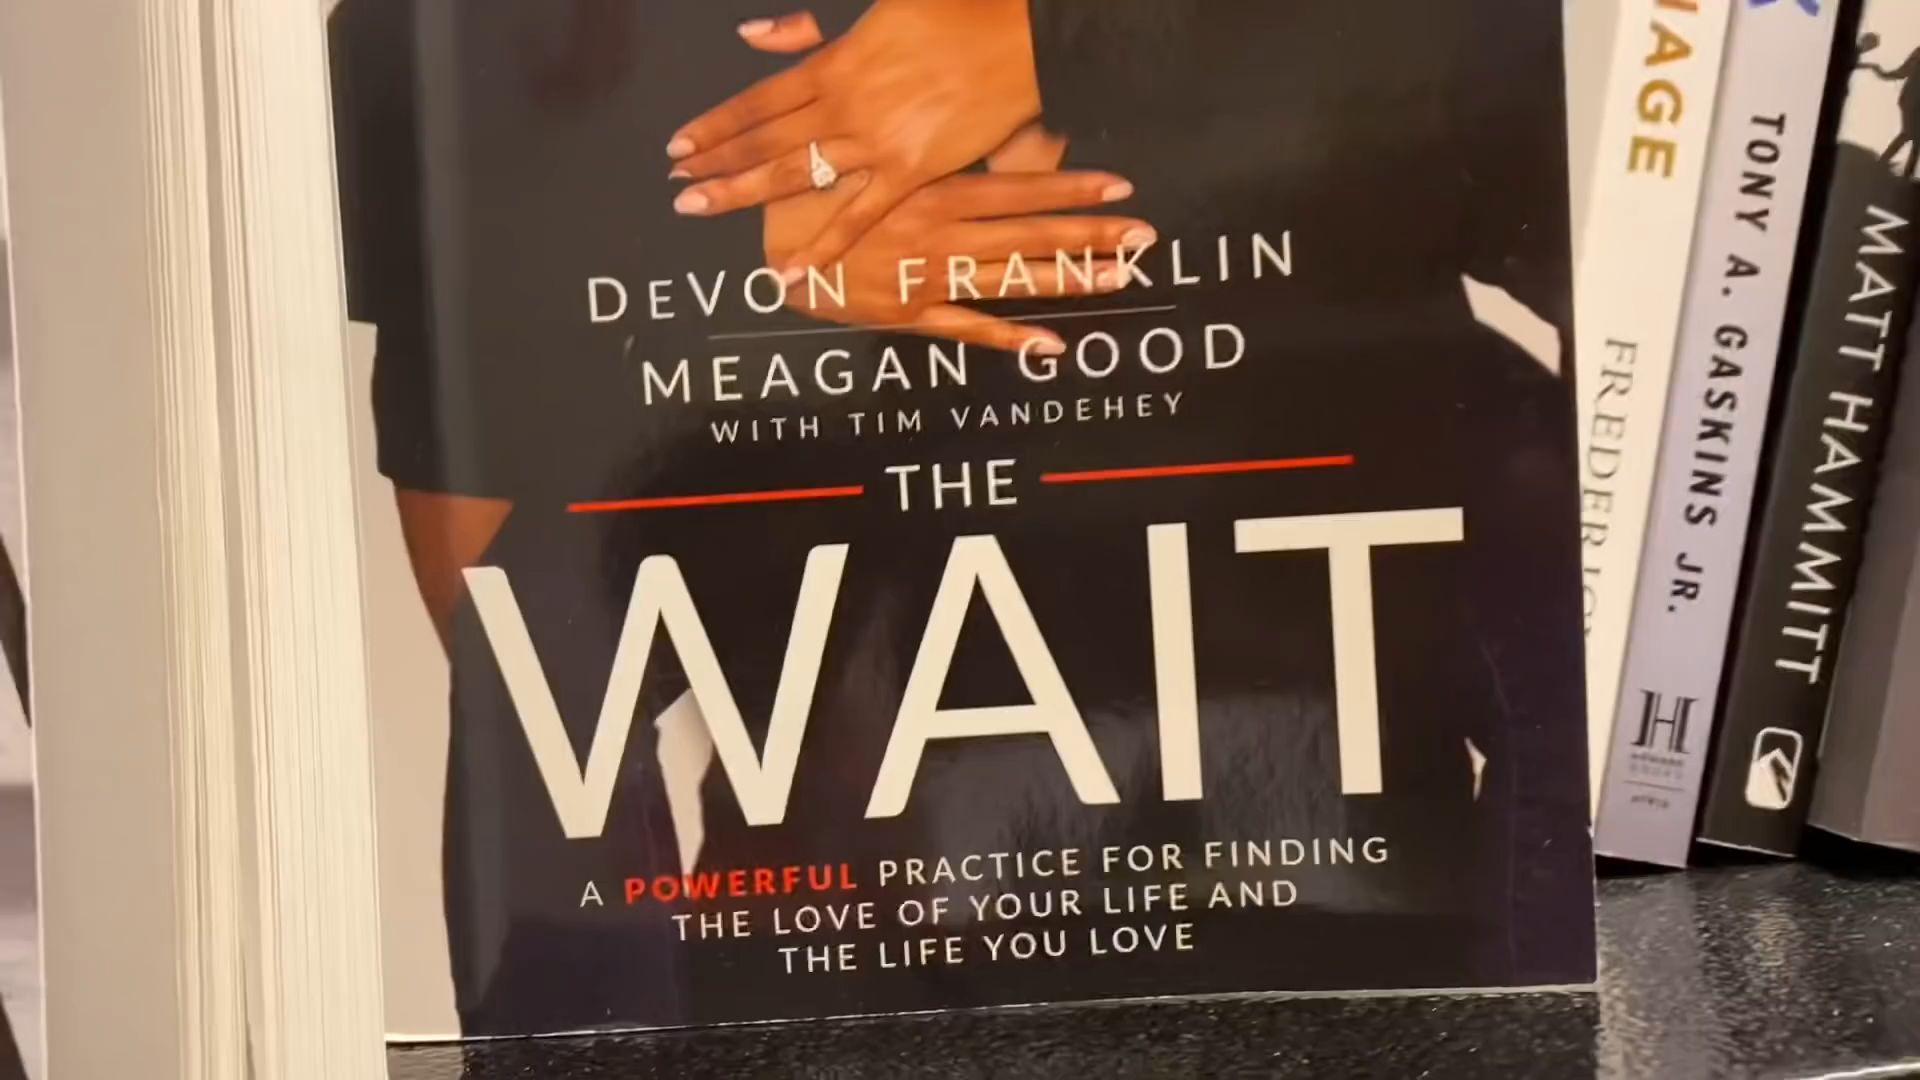 DEVON FRANKLIN
MEAGAN GOOD
WITH TIM VANDEHEY
THE
WAIT
A POWERFUL PRACTICE FOR FINDING
THE LOVE OF YOUR LIFE AND
THE LIFE YOU LOVE
TONY A. GASKINS JR.
H
MATT HAMMITT